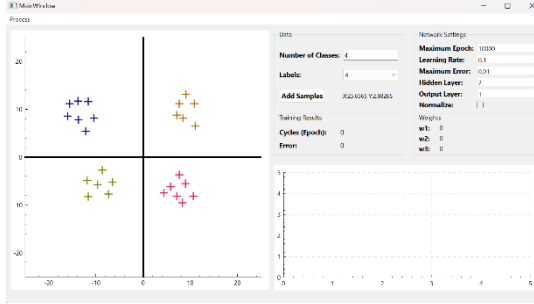 MainWindow
Process
Data
Number of Classes: 4
Labels: 4
Add Samples
Training Results
Cycles (Epoch): 0
Error: 0
Network Settings
Maximum Epoch: 10000
Learning Rate: 0.1
Maximum Error: 0.01
Hidden Layer: 2
Output Layer: 1
Normalize:
Weights
w1: 0
w2: 0
w3: 0
20
10
0
-10
-20
-20 -10 0 10 20
5
4
3
2
1
0
0 1 2 3 4 5